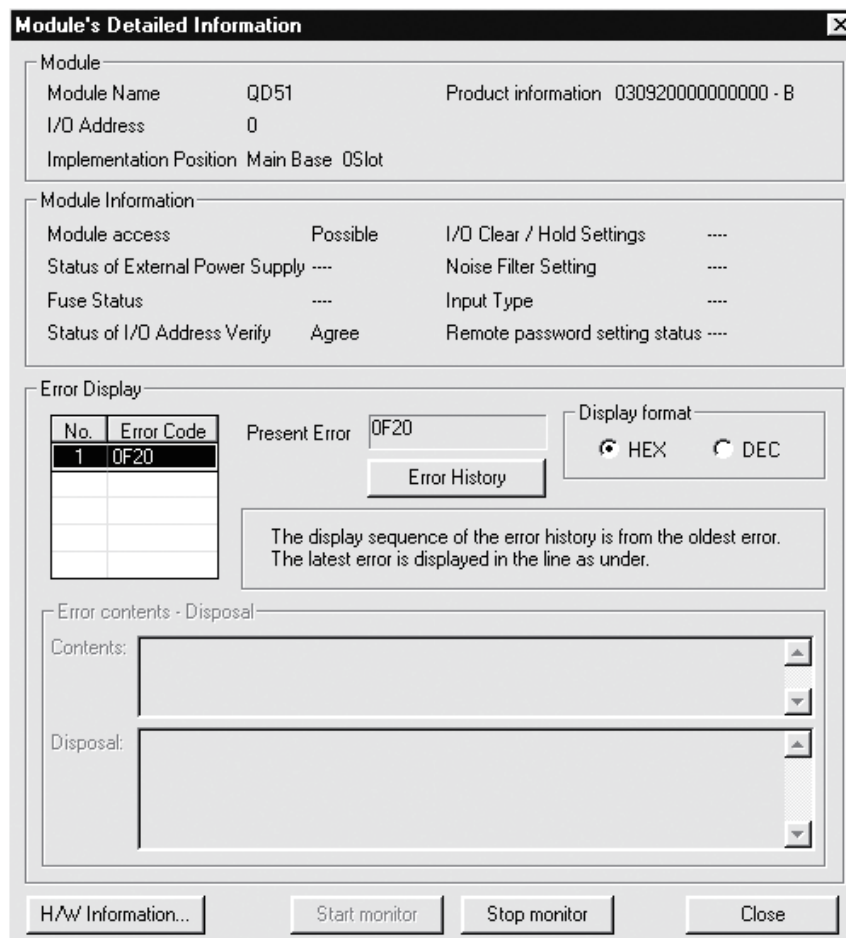 Module's Detailed Information
Module
Module Name QD51 Product information 030920000000000 - B
I/O Address 0
Implementation Position Main Base 0Slot
Module Information
Module access Possible I/O Clear / Hold Settings ----
Status of External Power Supply ---- Noise Filter Setting ----
Fuse Status ---- Input Type ----
Status of I/O Address Verify Agree Remote password setting status ----
Error Display
No. Error Code
1 0F20
Present Error 0F20
Display format
HEX DEC
Error History
The display sequence of the error history is from the oldest error.
The latest error is displayed in the line as under.
Error contents - Disposal
Contents:
Disposal:
H/W Information... Start monitor Stop monitor Close